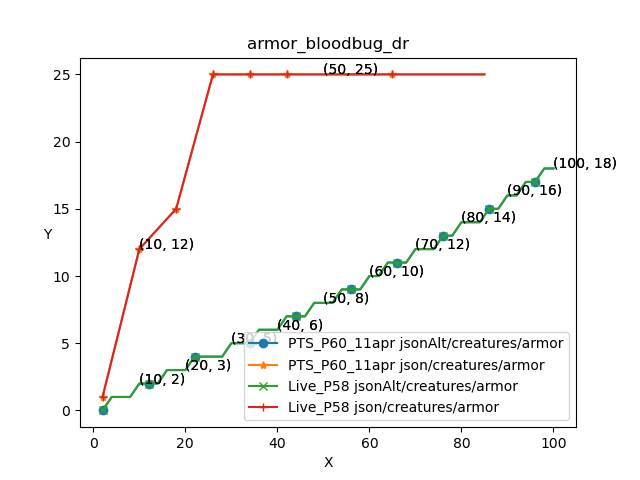 armor_bloodbug_dr
25
20
15
10
5
0
Y
(50, 25)
(10, 12)
(100, 18)
(90, 16)
(80, 14)
(70, 12)
(60, 10)
(50, 8)
(40, 6)
(30, 5)
(20, 3)
(10, 2)
PTS_P60_11apr jsonAlt/creatures/armor
PTS_P60_11apr json/creatures/armor
Live_P58 jsonAlt/creatures/armor
Live_P58 json/creatures/armor
0 20 40 60 80 100
X